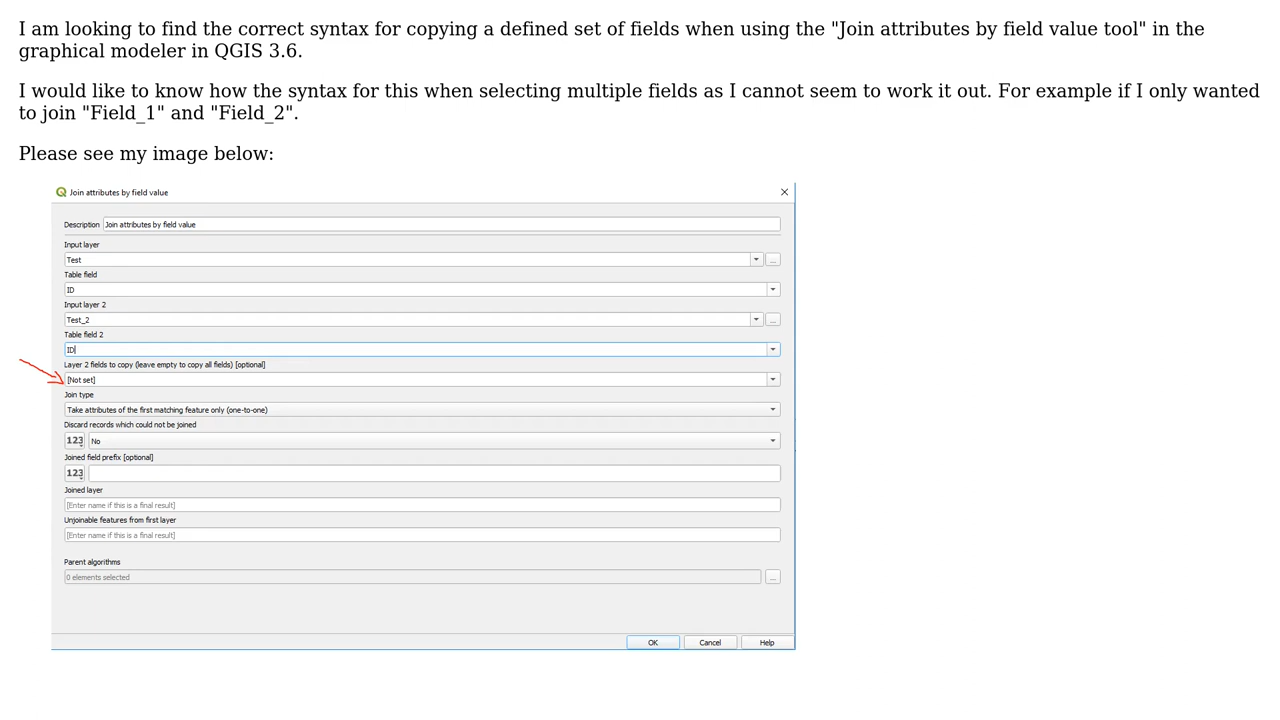 I am looking to find the correct syntax for copying a defined set of fields when using the "Join attributes by field value tool" in the
graphical modeler in QGIS 3.6.
I would like to know how the syntax for this when selecting multiple fields as I cannot seem to work it out. For example if I only wanted
to join "Field_1" and "Field_2".
Please see my image below:
Join attributes by field value
Description Join attributes by field value
Input layer
Test
...
Table field
ID
Input layer 2
Test_2
...
Table field 2
ID
Layer 2 fields to copy (leave empty to copy all fields) [optional]
[Not set]
Join type
Take attributes of the first matching feature only (one-to-one)
Discard records which could not be joined
123 No
Joined field prefix [optional]
123
Joined layer
[Enter name if this is a final result]
Unjoinable features from first layer
[Enter name if this is a final result]
Parent algorithms
0 elements selected
...
OK Cancel Help